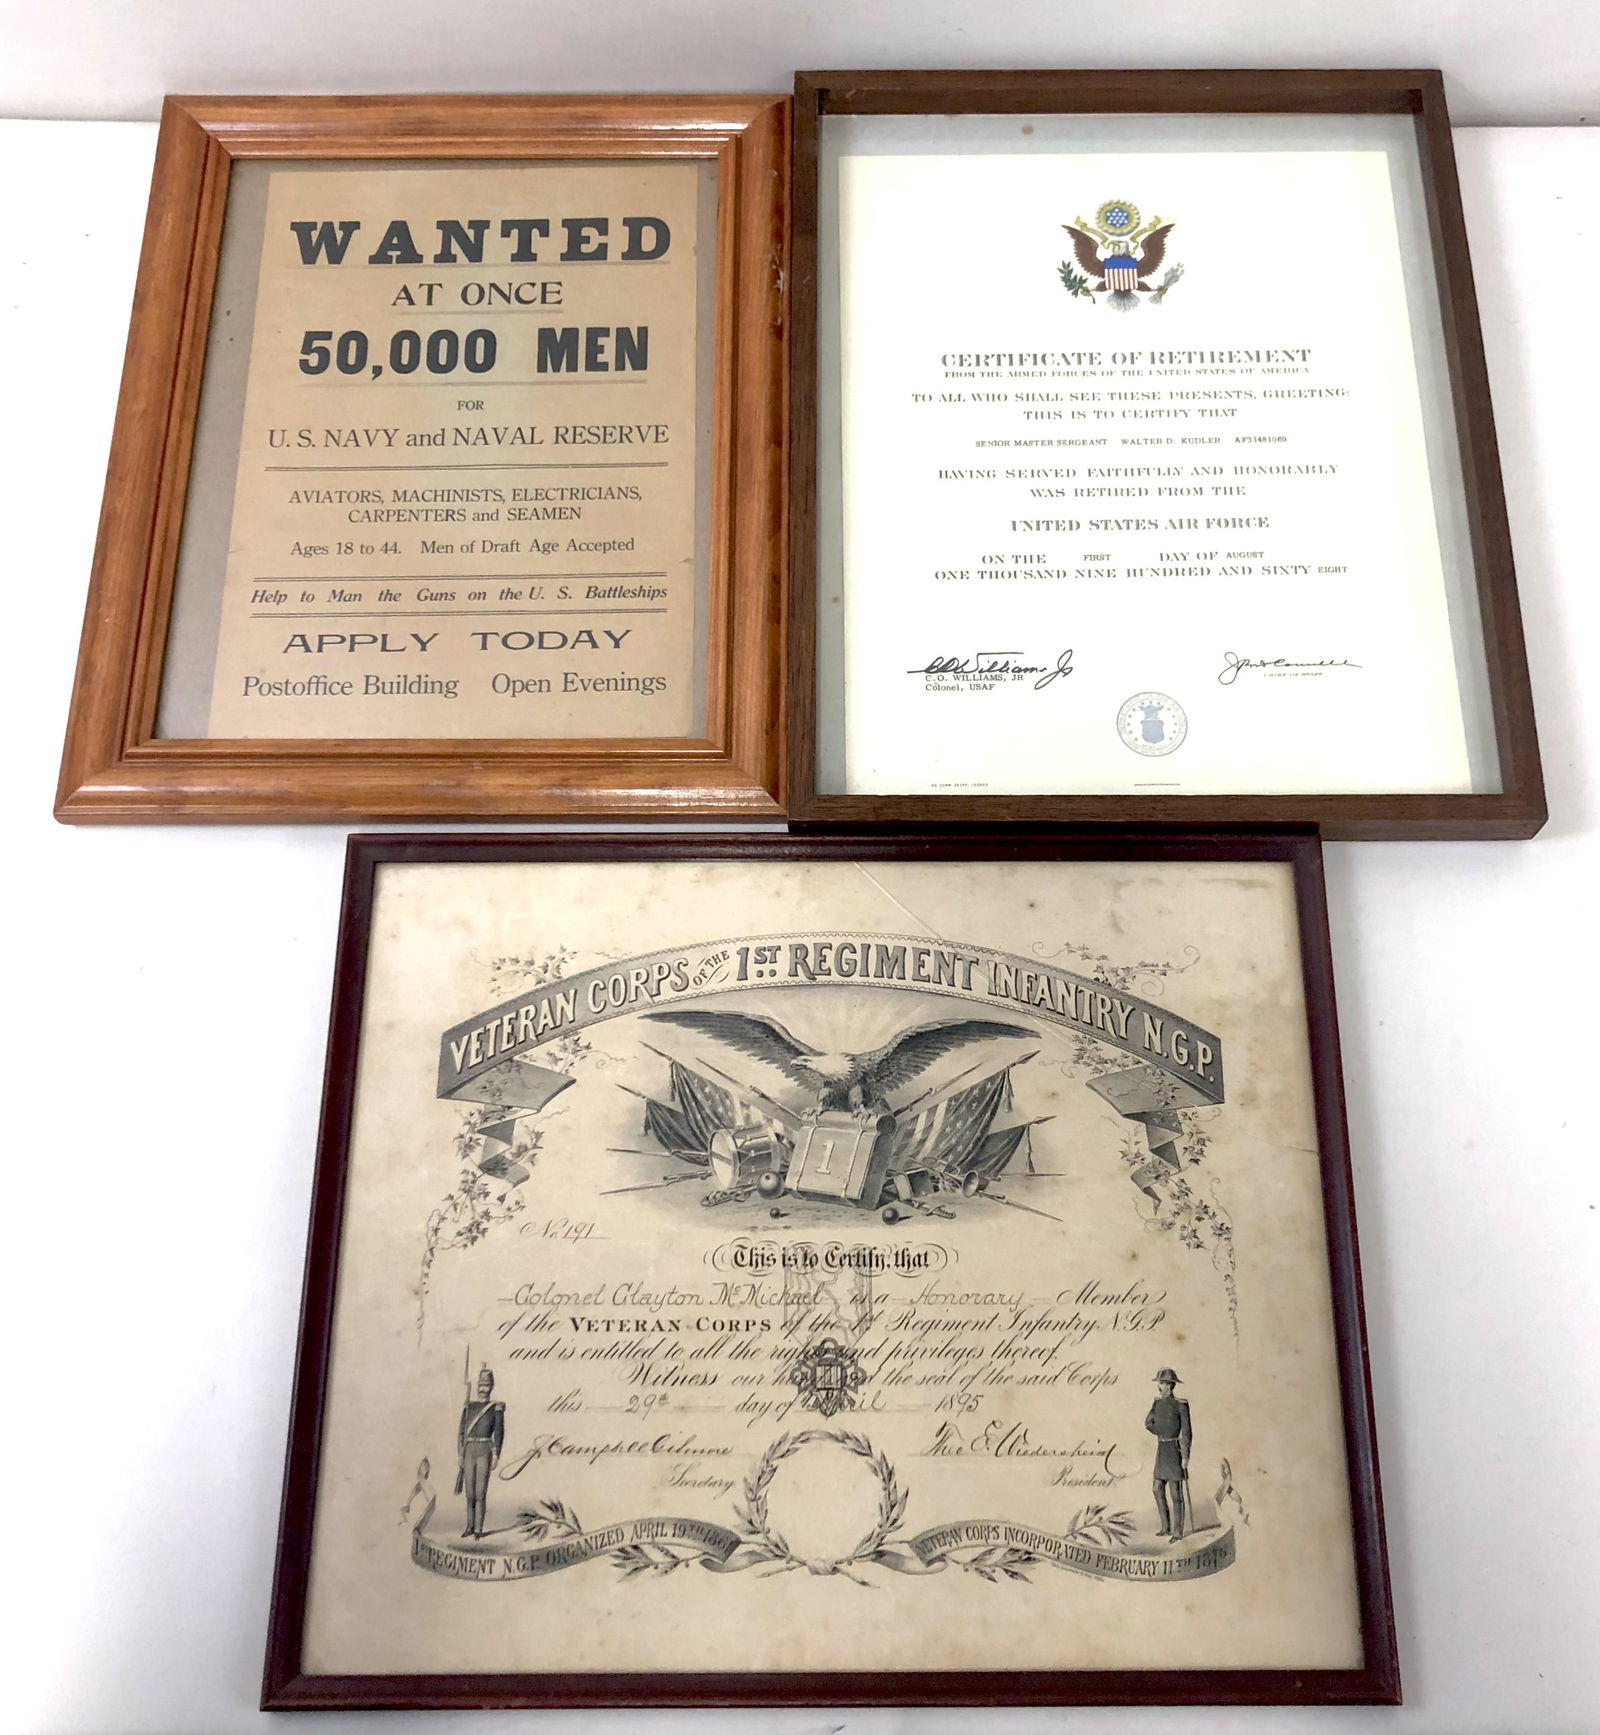 WANTED
AT ONCE
50,000 MEN
FOR
U. S. NAVY and NAVAL RESERVE
AVIATORS, MACHINISTS, ELECTRICIANS,
CARPENTERS and SEAMEN
Ages 18 to 44. Men of Draft Age Accepted
Help to Man the Guns on the U. S. Battleships
APPLY TODAY
Postoffice Building Open Evenings
CERTIFICATE OF RETIREMENT
FROM THE ARMED FORCES OF THE UNITED STATES OF AMERICA
TO ALL WHO SHALL SEE THESE PRESENTS, GREETING:
THIS IS TO CERTIFY THAT
SENIOR MASTER SERGEANT WALTER D. KUDLER AF33481069
HAVING SERVED FAITHFULLY AND HONORABLY
WAS RETIRED FROM THE
UNITED STATES AIR FORCE
ON THE FIRST DAY OF AUGUST
ONE THOUSAND NINE HUNDRED AND SIXTY EIGHT
C.O. Williams Jr
C.O. WILLIAMS, JR
Colonel, USAF
CHIEF OF STAFF
VETERAN CORPS OF THE 1ST REGIMENT INFANTRY N.G.P.
1
No. 191
This is to Certify, that
Colonel Clayton McMichael is a Honorary Member
of the VETERAN CORPS of the 1st Regiment Infantry N.G.P.
and is entitled to all the rights and privileges thereof.
Witness our hand and the seal of the said Corps
this 29th day of April 1895
J. Campbell Gilmore
Secretary
Theo E. Wiedersheim
President
1ST REGIMENT N.G.P. ORGANIZED APRIL 19TH 1861
VETERAN CORPS INCORPORATED FEBRUARY 11TH 1876